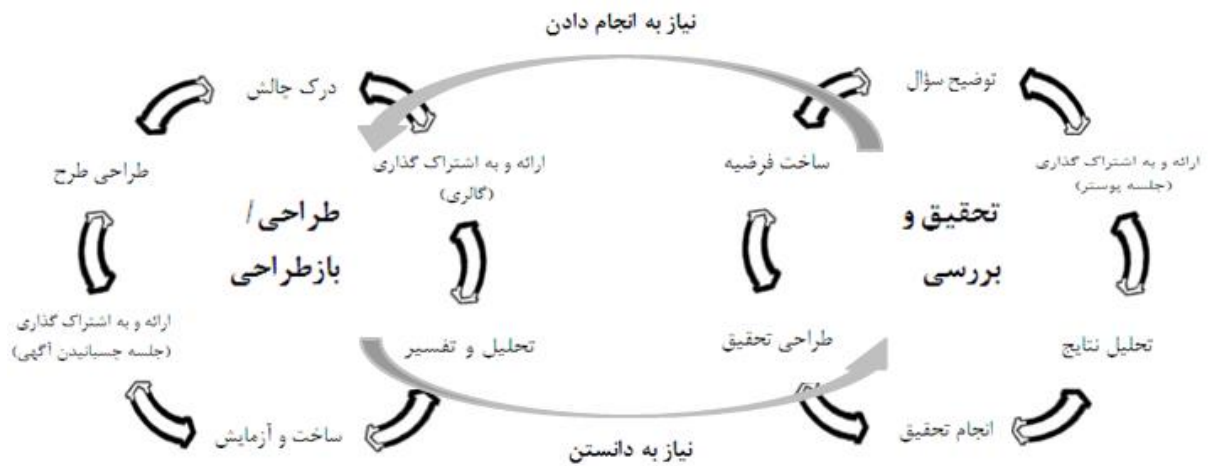 نیاز به انجام دادن
توضیح سؤال
ساخت فرضیه
ارائه و به اشتراک گذاری
(جلسه پوستر)
تحقیق و
بررسی
طراحی تحقیق
تحلیل نتایج
انجام تحقیق
درک چالش
ارائه و به اشتراک گذاری
(گالری)
طراحی طرح
طراحی /
بازطراحی
ارائه و به اشتراک گذاری
(جلسه چسبانیدن آگهی)
تحلیل و تفسیر
ساخت و آزمایش
نیاز به دانستن